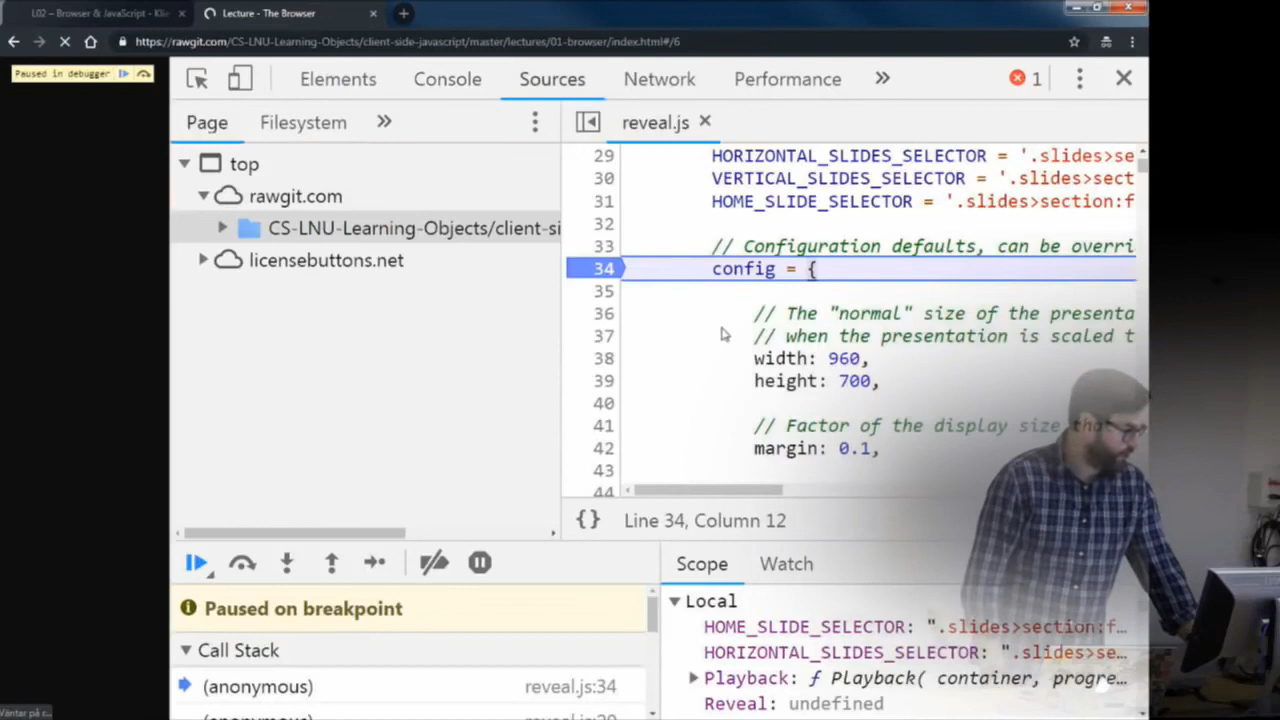 L02 – Browser & JavaScript - Klie
Lecture - The Browser
https://rawgit.com/CS-LNU-Learning-Objects/client-side-javascript/master/lectures/01-browser/index.html#/6
Paused in debugger
Elements Console Sources Network Performance » 1
Page Filesystem » reveal.js
top
rawgit.com
CS-LNU-Learning-Objects/client-si
licensebuttons.net
29 HORIZONTAL_SLIDES_SELECTOR = '.slides>se
30 VERTICAL_SLIDES_SELECTOR = '.slides>sect
31 HOME_SLIDE_SELECTOR = '.slides>section:f
32
33 // Configuration defaults, can be overri
34 config = {
35
36 // The "normal" size of the presenta
37 // when the presentation is scaled t
38 width: 960,
39 height: 700,
40
41 // Factor of the display size that
42 margin: 0.1,
43
44
{} Line 34, Column 12
Scope Watch
Paused on breakpoint
Local
HOME_SLIDE_SELECTOR: ".slides>section:f…
Call Stack
HORIZONTAL_SLIDES_SELECTOR: ".slides>se…
(anonymous) reveal.js:34
Playback: ƒ Playback( container, progre…
Reveal: undefined
Väntar på r…